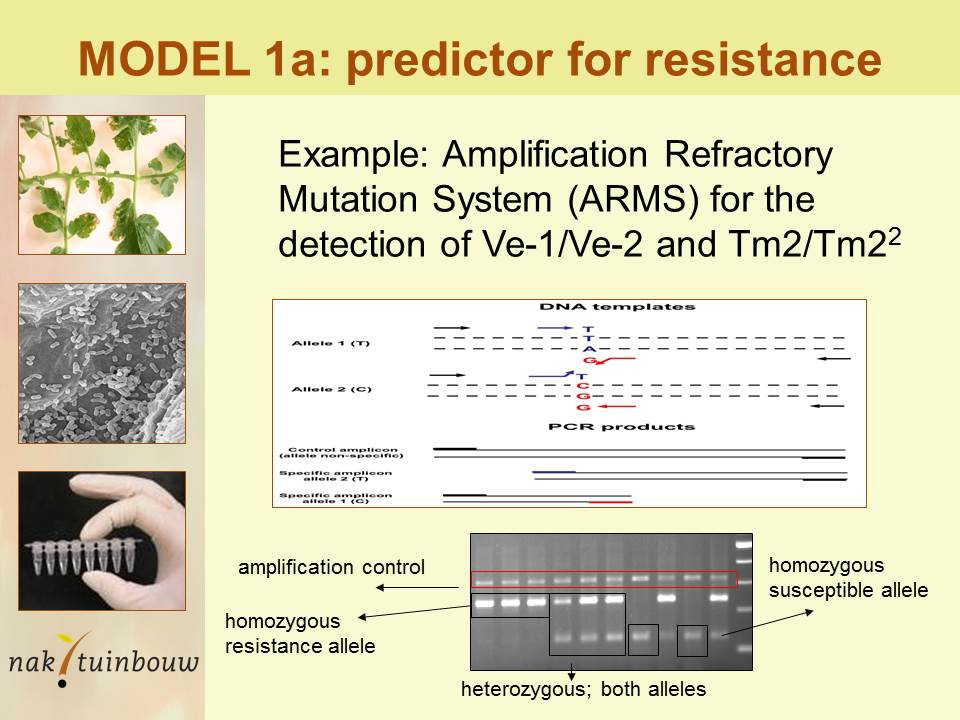 MODEL 1a: predictor for resistance
Example: Amplification Refractory
Mutation System (ARMS) for the
detection of Ve-1/Ve-2 and Tm2/Tm2²
DNA templates
T
Allele 1 (T)
T
A
G
Allele 2 (C)
T
C
G
G
PCR products
Control amplicon
(allele non-specific)
Specific amplicon
allele 2 (T)
Specific amplicon
allele 1 (C)
amplification control
homozygous
resistance allele
homozygous
susceptible allele
heterozygous; both alleles
nak tuinbouw